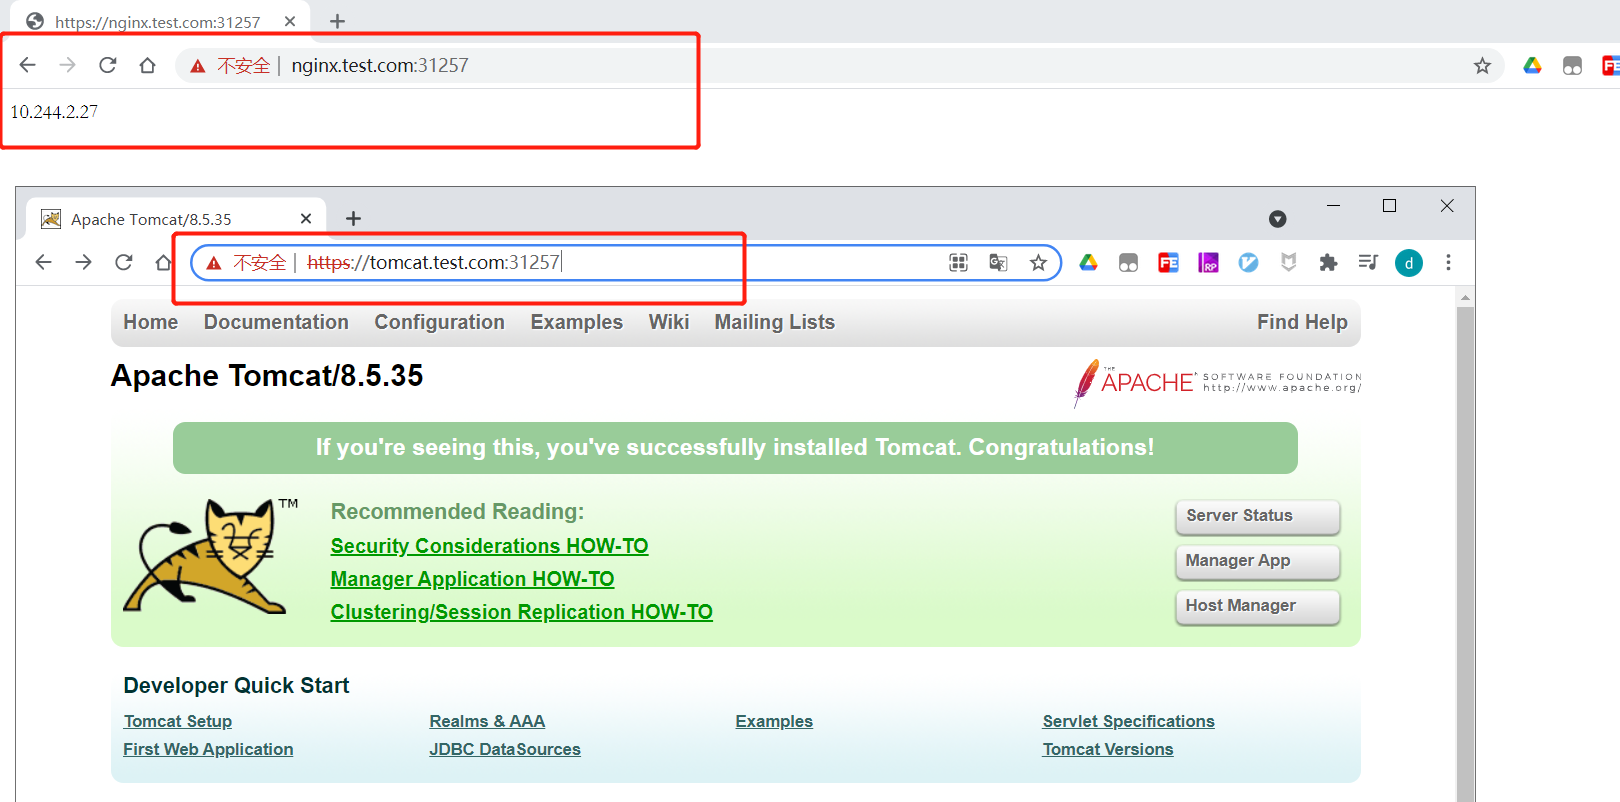 https://nginx.test.com:31257
不安全 | nginx.test.com:31257
10.244.2.27
Apache Tomcat/8.5.35
不安全 | https://tomcat.test.com:31257
d
Home Documentation Configuration Examples Wiki Mailing Lists Find Help
Apache Tomcat/8.5.35
THE APACHE SOFTWARE FOUNDATION
http://www.apache.org/
If you're seeing this, you've successfully installed Tomcat. Congratulations!
TM
Recommended Reading:
Security Considerations HOW-TO
Manager Application HOW-TO
Clustering/Session Replication HOW-TO
Server Status
Manager App
Host Manager
Developer Quick Start
Tomcat Setup Realms & AAA Examples Servlet Specifications
First Web Application JDBC DataSources Tomcat Versions